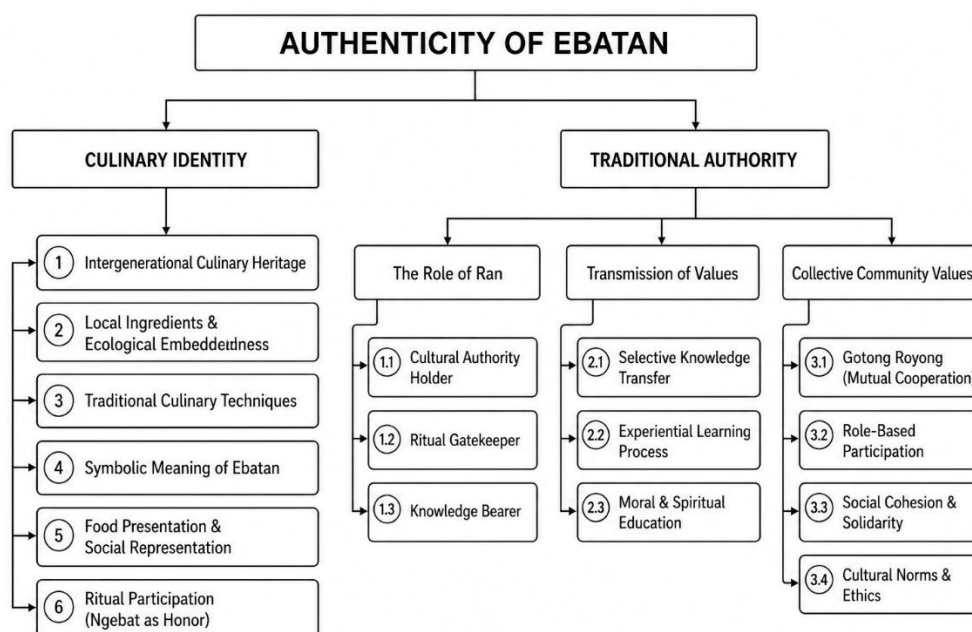 AUTHENTICITY OF EBATAN
CULINARY IDENTITY
1 Intergenerational Culinary Heritage
2 Local Ingredients &
Ecological Embeddedness
3 Traditional Culinary Techniques
4 Symbolic Meaning of Ebatan
5 Food Presentation &
Social Representation
6 Ritual Participation
(Ngebat as Honor)
TRADITIONAL AUTHORITY
The Role of Ran
1.1 Cultural Authority
Holder
1.2 Ritual Gatekeeper
1.3 Knowledge Bearer
Transmission of Values
2.1 Selective Knowledge
Transfer
2.2 Experiential Learning
Process
2.3 Moral & Spiritual
Education
Collective Community Values
3.1 Gotong Royong
(Mutual Cooperation)
3.2 Role-Based
Participation
3.3 Social Cohesion &
Solidarity
3.4 Cultural Norms &
Ethics